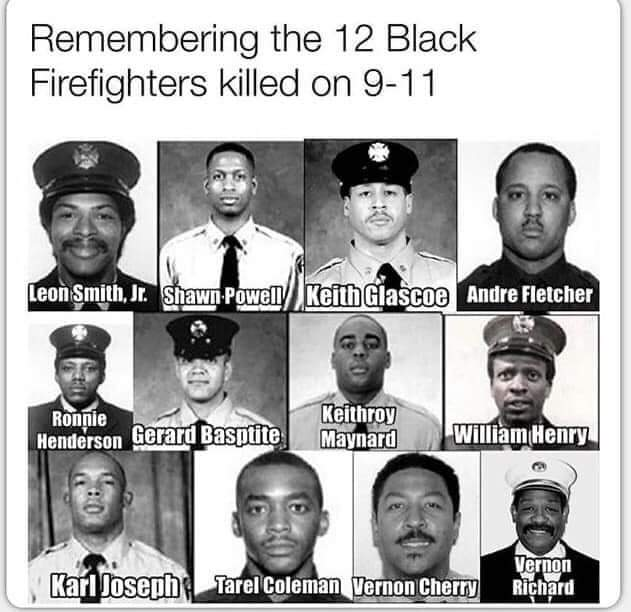 Remembering the 12 Black
Firefighters killed on 9-11
Leon Smith, Jr.
Shawn Powell
Keith Glascoe
Andre Fletcher
Ronnie
Henderson
Gerard Basptite
Keithroy
Maynard
William Henry
Karl Joseph
Tarel Coleman
Vernon Cherry
Vernon
Richard